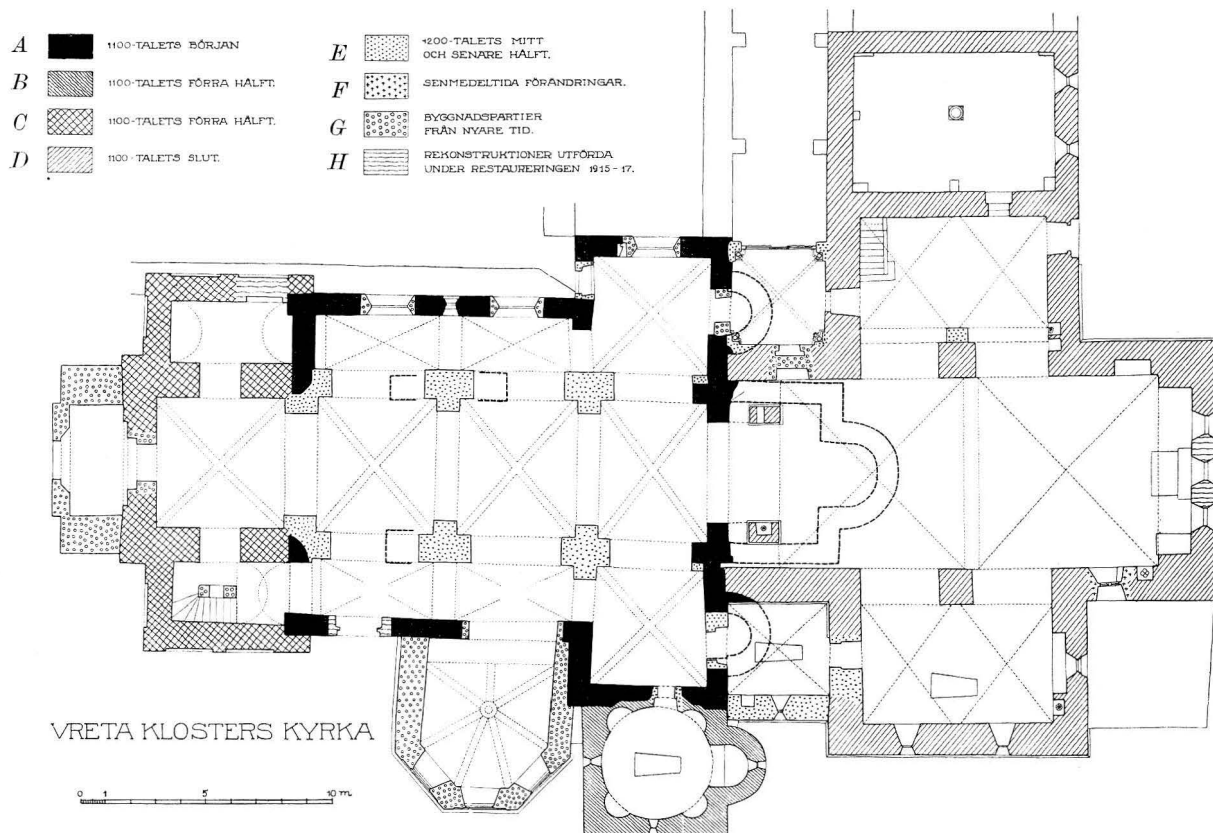 A 1100-TALETS BÖRJAN
B 1100-TALETS FÖRRA HÄLFT.
C 1100-TALETS FÖRRA HÄLFT.
D 1100-TALETS SLUT.
E 1200-TALETS MITT
OCH SENARE HÄLFT.
F SENMEDELTIDA FÖRÄNDRINGAR.
G BYGGNADSPARTIER
FRÅN NYARE TID.
H REKONSTRUKTIONER UTFÖRDA
UNDER RESTAURERINGEN 1915-17.
VRETA KLOSTERS KYRKA
0 1 5 10 m